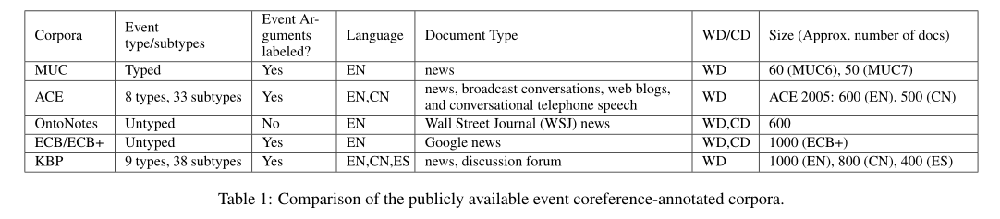 Corpora | Event type/subtypes | Event Ar-guments labeled? | Language | Document Type | WD/CD | Size (Approx. number of docs)
MUC | Typed | Yes | EN | news | WD | 60 (MUC6), 50 (MUC7)
ACE | 8 types, 33 subtypes | Yes | EN,CN | news, broadcast conversations, web blogs, and conversational telephone speech | WD | ACE 2005: 600 (EN), 500 (CN)
OntoNotes | Untyped | No | EN | Wall Street Journal (WSJ) news | WD,CD | 600
ECB/ECB+ | Untyped | Yes | EN | Google news | WD,CD | 1000 (ECB+)
KBP | 9 types, 38 subtypes | Yes | EN,CN,ES | news, discussion forum | WD | 1000 (EN), 800 (CN), 400 (ES)
Table 1: Comparison of the publicly available event coreference-annotated corpora.